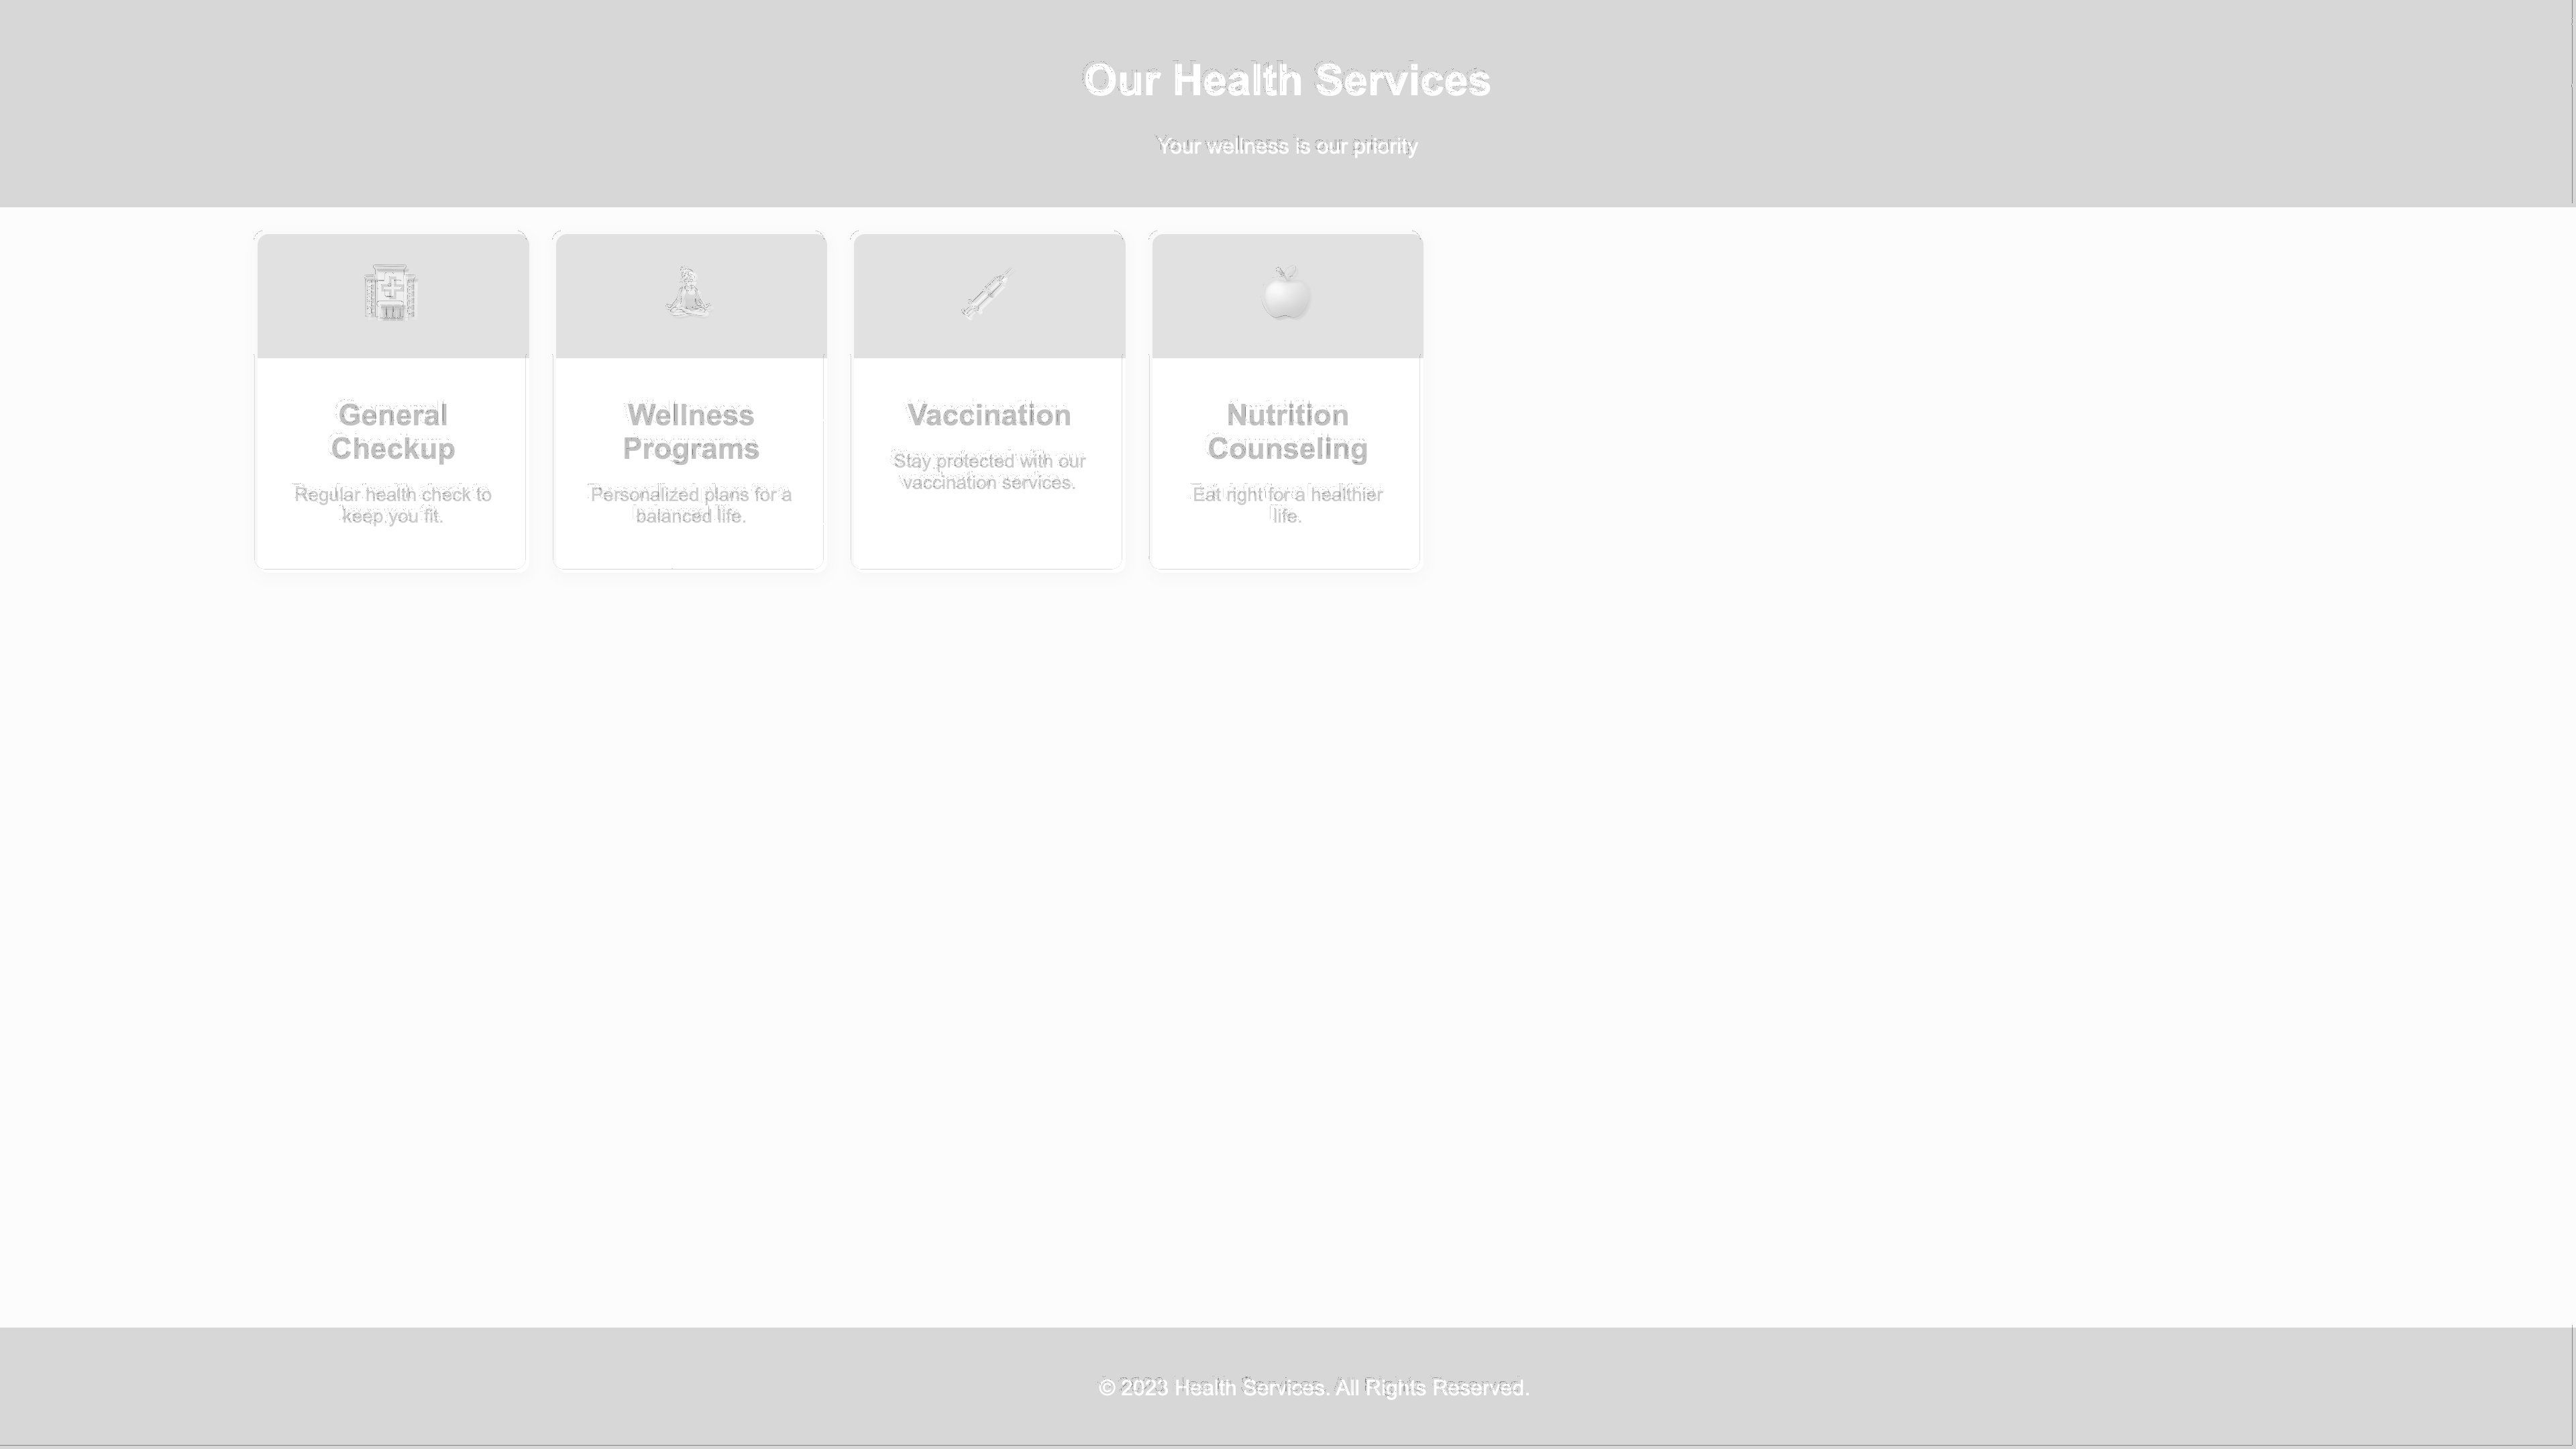 Our Health Services
Your wellness is our priority
General
Checkup
Regular health check to
keep you fit.
Wellness
Programs
Personalized plans for a
balanced life.
Vaccination
Stay protected with our
vaccination services.
Nutrition
Counseling
Eat right for a healthier
life.
© 2023 Health Services. All Rights Reserved.